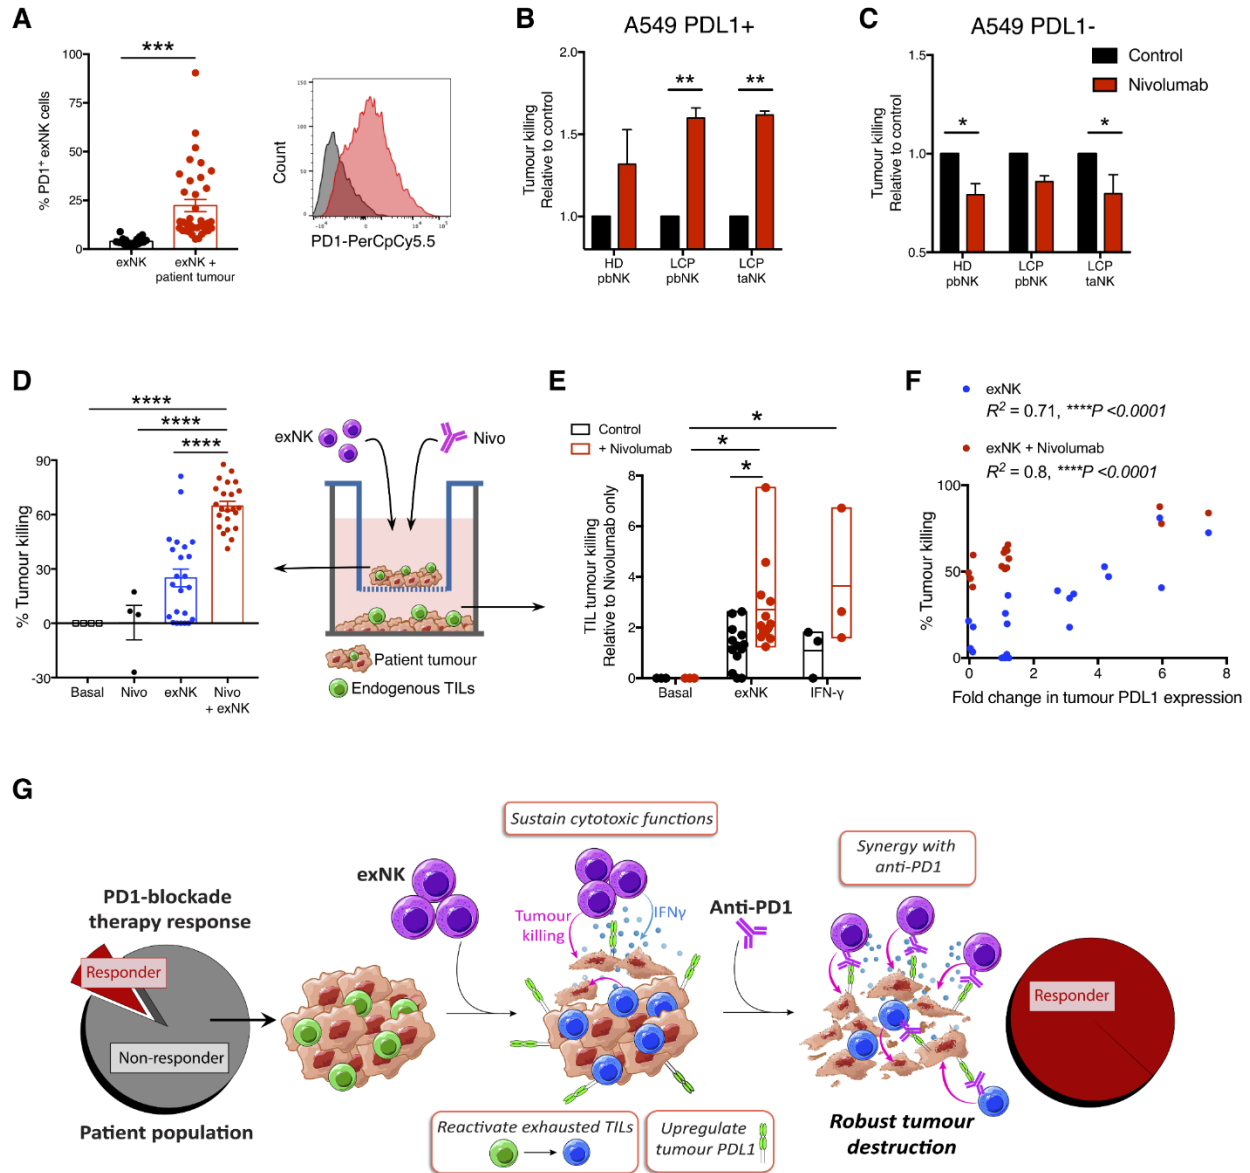 A
***
100
75
50
25
0
% PD1⁺ exNK cells
exNK
exNK +
patient tumour
150
100
50
0
Count
-10⁴
0
10⁴
10⁵
PD1-PerCpCy5.5
B
A549 PDL1+
2.0
1.5
1.0
Tumour killing
Relative to control
**
**
HD
pbNK
LCP
pbNK
LCP
taNK
C
A549 PDL1-
Control
Nivolumab
1.5
1.0
0.5
Tumour killing
Relative to control
*
*
HD
pbNK
LCP
pbNK
LCP
taNK
D
****
****
****
90
60
30
0
-30
% Tumour killing
Basal
Nivo
exNK
Nivo
+ exNK
exNK
Nivo
Patient tumour
Endogenous TILs
E
Control
+ Nivolumab
*
*
*
8
6
4
2
0
TIL tumour killing
Relative to Nivolumab only
Basal
exNK
IFN-γ
F
exNK
R² = 0.71, ****P <0.0001
exNK + Nivolumab
R² = 0.8, ****P <0.0001
100
50
0
% Tumour killing
0
2
4
6
8
Fold change in tumour PDL1 expression
G
PD1-blockade
therapy response
Responder
Non-responder
Patient population
exNK
Sustain cytotoxic functions
Tumour
killing
IFNγ
Reactivate exhausted TILs
Upregulate
tumour PDL1
Anti-PD1
Synergy with
anti-PD1
Robust tumour
destruction
Responder